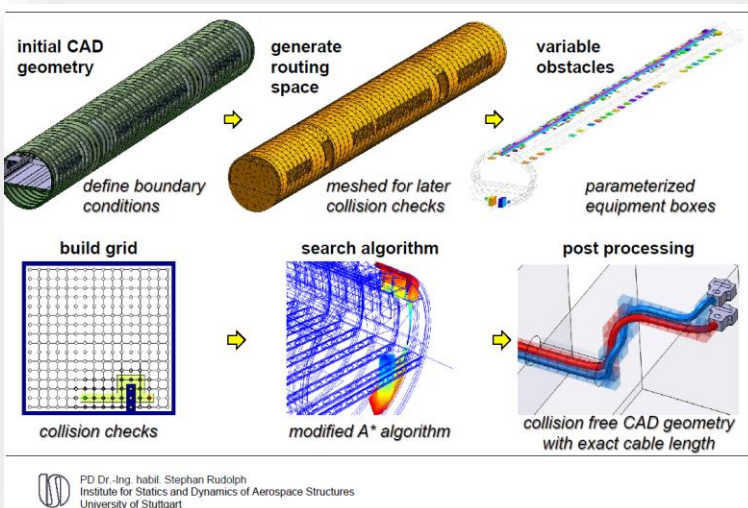 initial CAD
geometry
generate
routing
space
variable
obstacles
define boundary
conditions
meshed for later
collision checks
parameterized
equipment boxes
build grid
search algorithm
post processing
collision checks
modified A* algorithm
collision free CAD geometry
with exact cable length
PD Dr.-Ing. habil. Stephan Rudolph
Institute for Statics and Dynamics of Aerospace Structures
University of Stuttgart